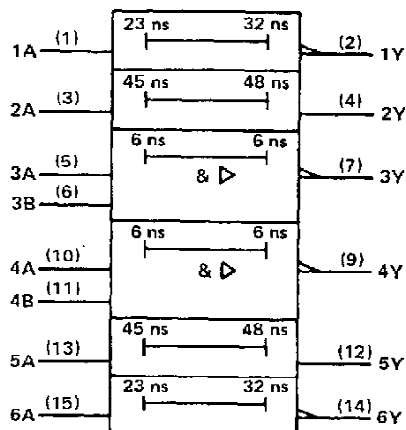 23 ns 32 ns
1A (1) (2) 1Y
45 ns 48 ns
2A (3) (4) 2Y
6 ns 6 ns
3A (5) & (7) 3Y
3B (6)
6 ns 6 ns
4A (10) & (9) 4Y
4B (11)
45 ns 48 ns
5A (13) (12) 5Y
23 ns 32 ns
6A (15) (14) 6Y